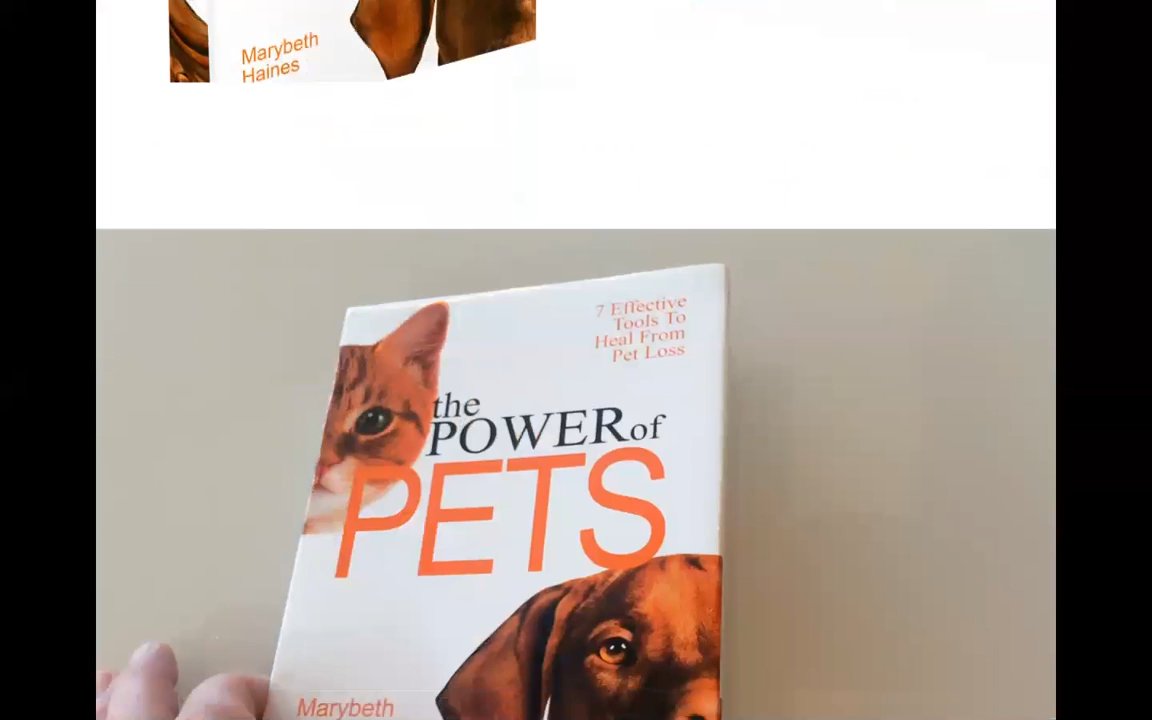 Marybeth
Haines
7 Effective
Tools To
Heal From
Pet Loss
the
POWER of
PETS
Marybeth